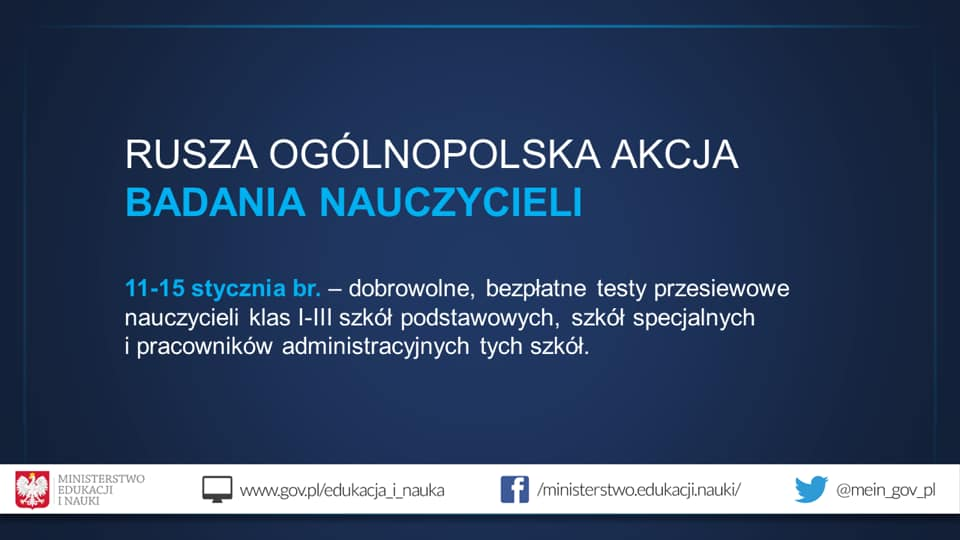 RUSZA OGÓLNOPOLSKA AKCJA
BADANIA NAUCZYCIELI
11-15 stycznia br. – dobrowolne, bezpłatne testy przesiewowe
nauczycieli klas I-III szkół podstawowych, szkół specjalnych
i pracowników administracyjnych tych szkół.
MINISTERSTWO
EDUKACJI
I NAUKI
www.gov.pl/edukacja_i_nauka
/ministerstwo.edukacji.nauki/
@mein_gov_pl